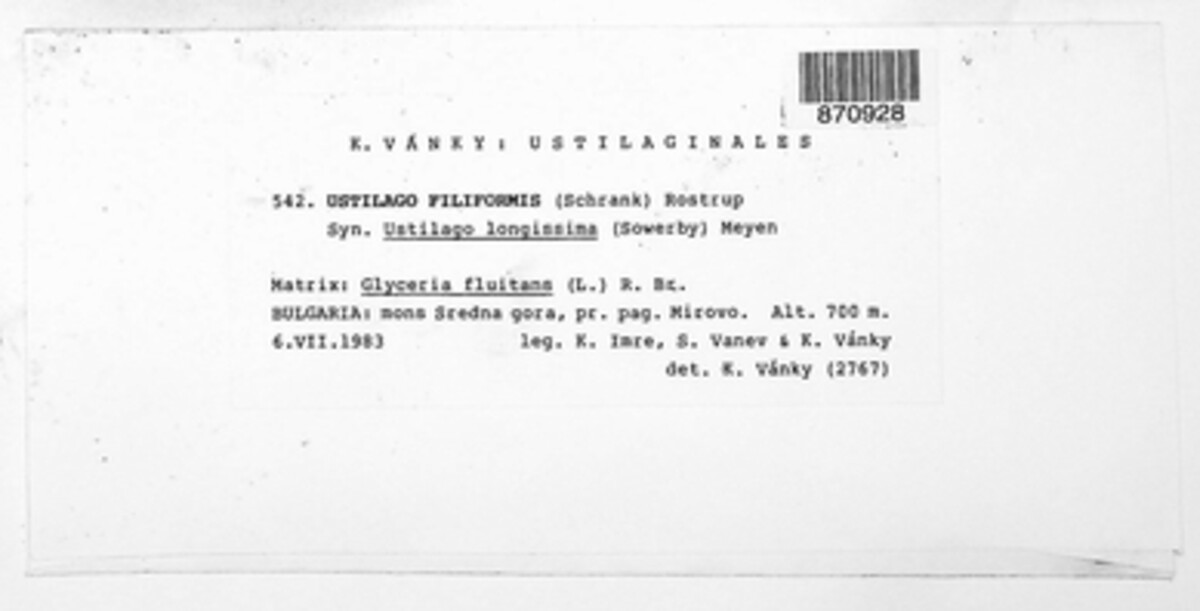 870928
K. VÁNKY: USTILAGINALES
542. USTILAGO FILIFORMIS (Schrank) Rostrup
Syn. Ustilago longissima (Sowerby) Meyen
Matrix: Glyceria fluitans (L.) R. Br.
BULGARIA: mons Sredna gora, pr. pag. Mirovo. Alt. 700 m.
6.VII.1983 leg. K. Imre, S. Vanev & K. Vánky
det. K. Vánky (2767)